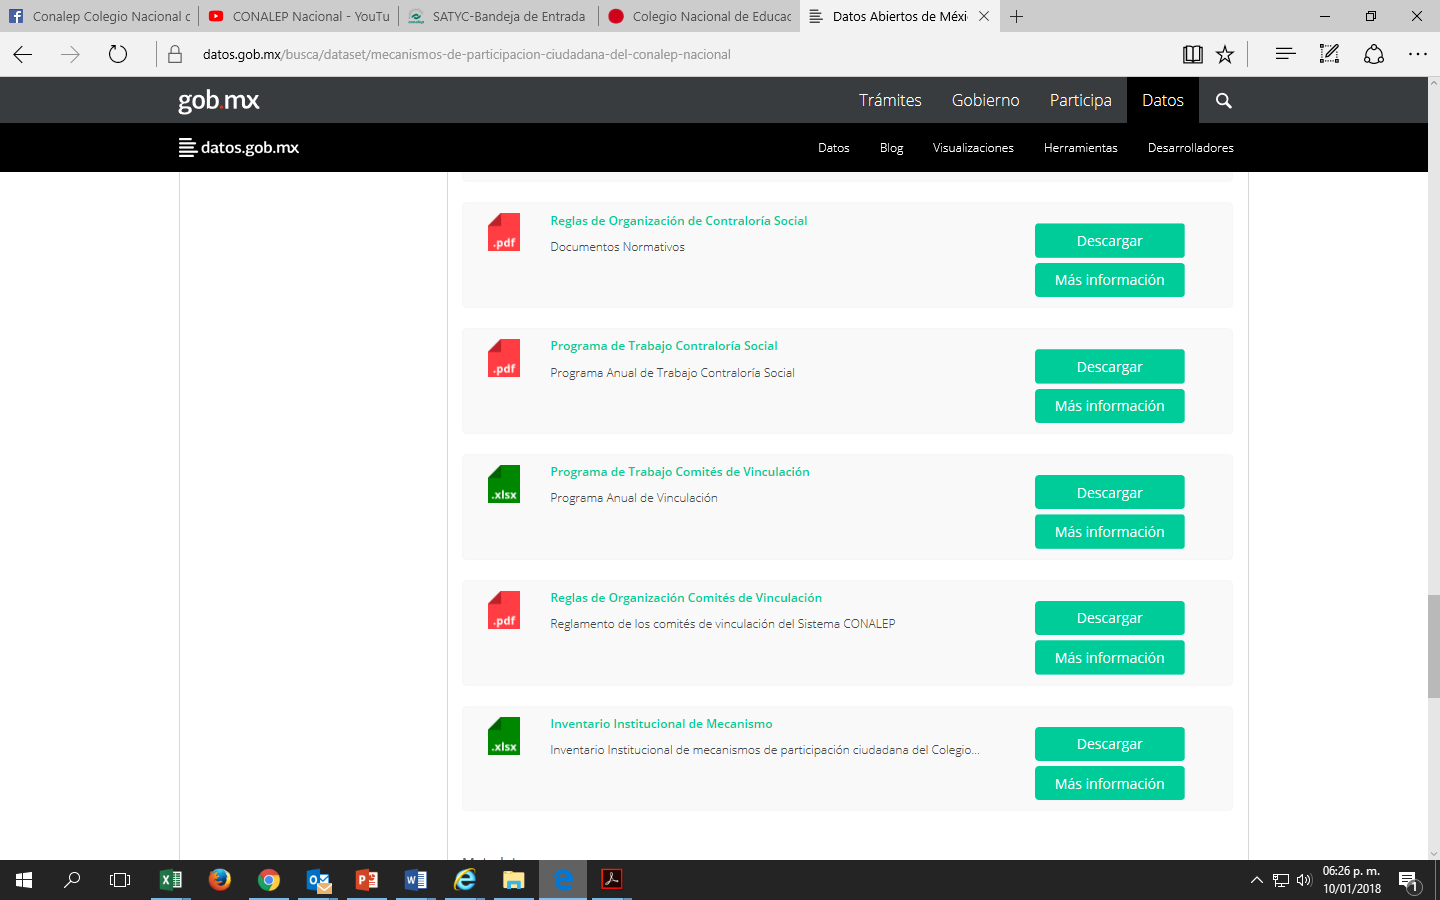 Conalep Colegio Nacional d
CONALEP Nacional - YouTu
SATYC-Bandeja de Entrada
Colegio Nacional de Educac
Datos Abiertos de Méxi
datos.gob.mx/busca/dataset/mecanismos-de-participacion-ciudadana-del-conalep-nacional
gob.mx
Trámites
Gobierno
Participa
Datos
datos.gob.mx
Datos
Blog
Visualizaciones
Herramientas
Desarrolladores
.pdf
Reglas de Organización de Contraloría Social
Documentos Normativos
Descargar
Más información
.pdf
Programa de Trabajo Contraloría Social
Programa Anual de Trabajo Contraloría Social
Descargar
Más información
.xlsx
Programa de Trabajo Comités de Vinculación
Programa Anual de Vinculación
Descargar
Más información
.pdf
Reglas de Organización Comités de Vinculación
Reglamento de los comités de vinculación del Sistema CONALEP
Descargar
Más información
.xlsx
Inventario Institucional de Mecanismo
Inventario Institucional de mecanismos de participación ciudadana del Colegio...
Descargar
Más información
06:26 p. m.
10/01/2018
1